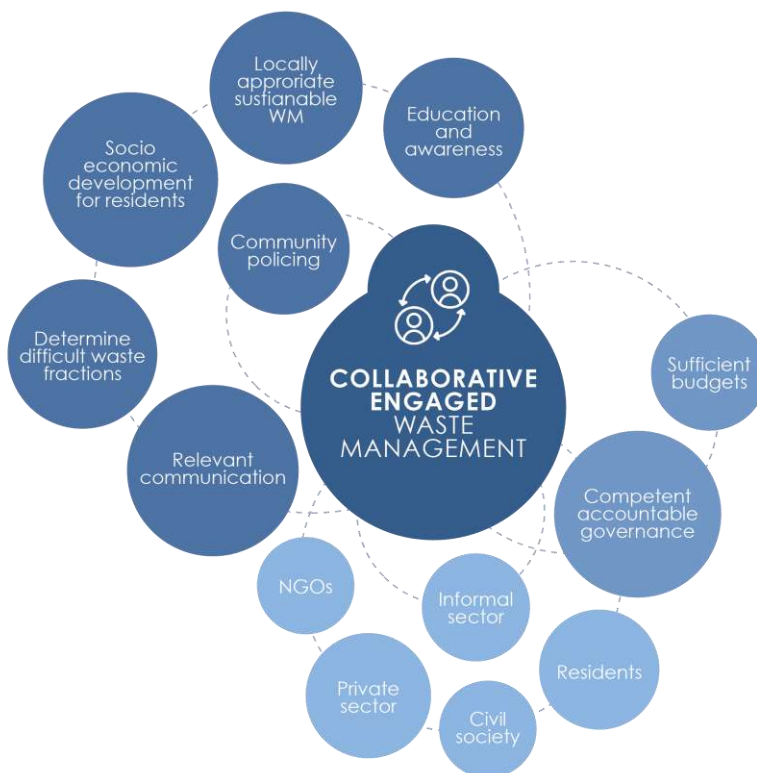 Locally
approriate
sustianable
WM
Education
and
awareness
Socio
economic
development
for residents
Community
policing
Determine
difficult waste
fractions
Relevant
communication
COLLABORATIVE
ENGAGED
WASTE
MANAGEMENT
Sufficient
budgets
Competent
accountable
governance
NGOs
Informal
sector
Residents
Private
sector
Civil
society